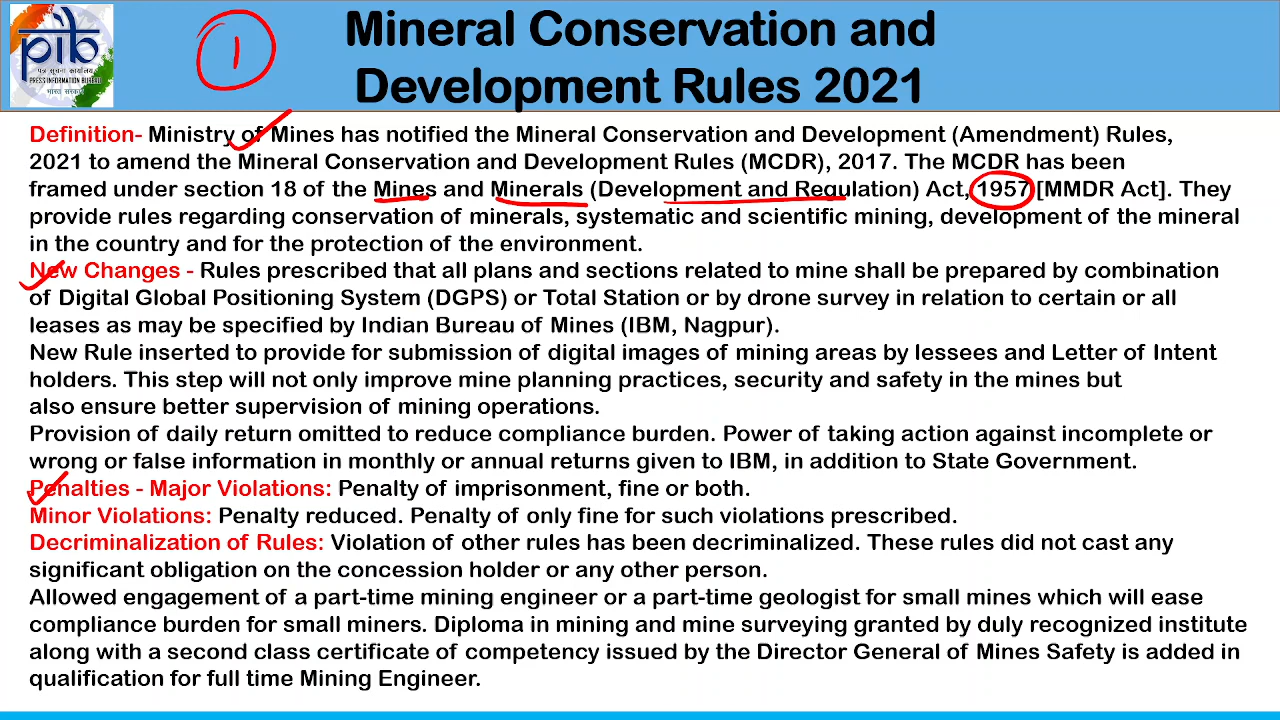 pib
पत्र सूचना कार्यालय
PRESS INFORMATION BUREAU
भारत सरकार
1
Mineral Conservation and
Development Rules 2021
Definition- Ministry of Mines has notified the Mineral Conservation and Development (Amendment) Rules,
2021 to amend the Mineral Conservation and Development Rules (MCDR), 2017. The MCDR has been
framed under section 18 of the Mines and Minerals (Development and Regulation) Act, 1957 [MMDR Act]. They
provide rules regarding conservation of minerals, systematic and scientific mining, development of the mineral
in the country and for the protection of the environment.
New Changes - Rules prescribed that all plans and sections related to mine shall be prepared by combination
of Digital Global Positioning System (DGPS) or Total Station or by drone survey in relation to certain or all
leases as may be specified by Indian Bureau of Mines (IBM, Nagpur).
New Rule inserted to provide for submission of digital images of mining areas by lessees and Letter of Intent
holders. This step will not only improve mine planning practices, security and safety in the mines but
also ensure better supervision of mining operations.
Provision of daily return omitted to reduce compliance burden. Power of taking action against incomplete or
wrong or false information in monthly or annual returns given to IBM, in addition to State Government.
Penalties - Major Violations: Penalty of imprisonment, fine or both.
Minor Violations: Penalty reduced. Penalty of only fine for such violations prescribed.
Decriminalization of Rules: Violation of other rules has been decriminalized. These rules did not cast any
significant obligation on the concession holder or any other person.
Allowed engagement of a part-time mining engineer or a part-time geologist for small mines which will ease
compliance burden for small miners. Diploma in mining and mine surveying granted by duly recognized institute
along with a second class certificate of competency issued by the Director General of Mines Safety is added in
qualification for full time Mining Engineer.